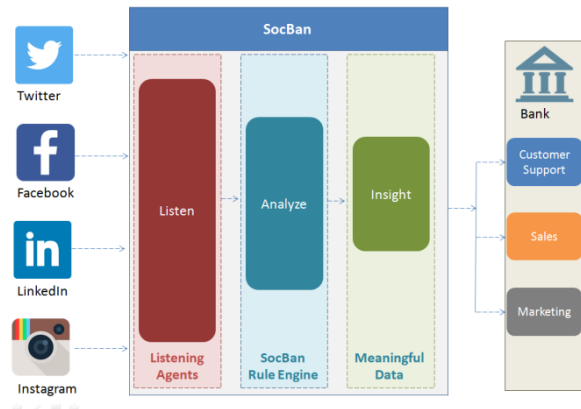 SocBan
Twitter
Facebook
LinkedIn
Instagram
Listen
Analyze
Insight
Listening
Agents
SocBan
Rule Engine
Meaningful
Data
Bank
Customer
Support
Sales
Marketing